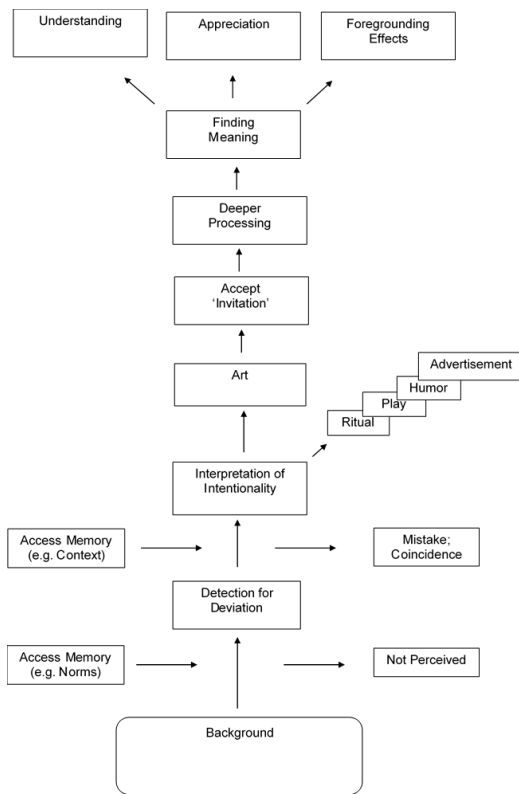 Understanding
Appreciation
Foregrounding
Effects
Finding
Meaning
Deeper
Processing
Accept
‘Invitation’
Art
Advertisement
Humor
Play
Ritual
Interpretation of
Intentionality
Access Memory
(e.g. Context)
Mistake;
Coincidence
Detection for
Deviation
Access Memory
(e.g. Norms)
Not Perceived
Background